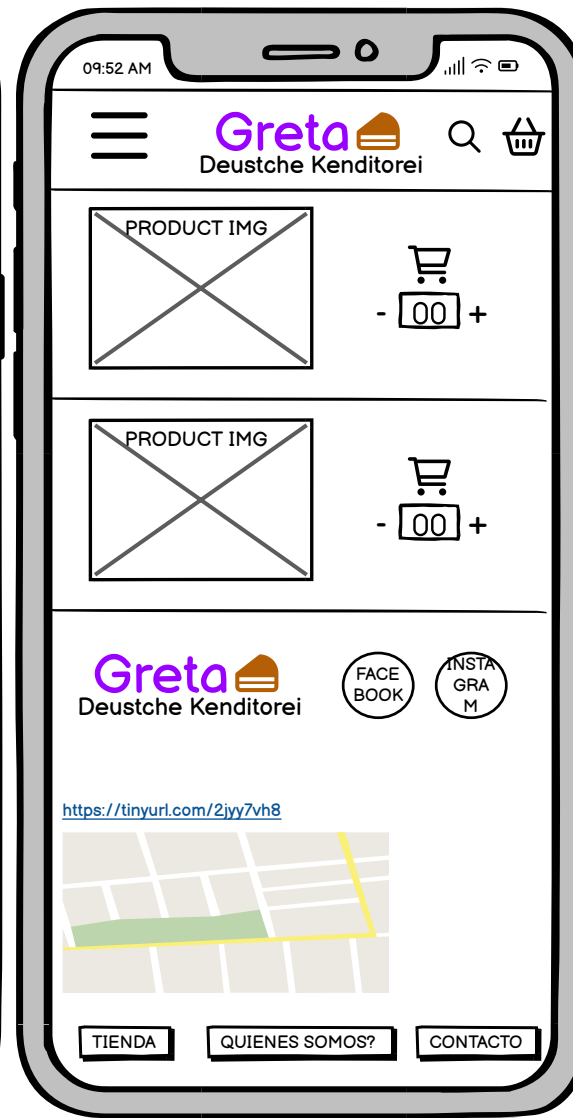 09:52 AM
Greta
Deustche Kenditorei
PRODUCT IMG
- 00 +
PRODUCT IMG
- 00 +
Greta
Deustche Kenditorei
FACE
BOOK
INSTA
GRA
M
https://tinyurl.com/2jyy7vh8
TIENDA
QUIENES SOMOS?
CONTACTO